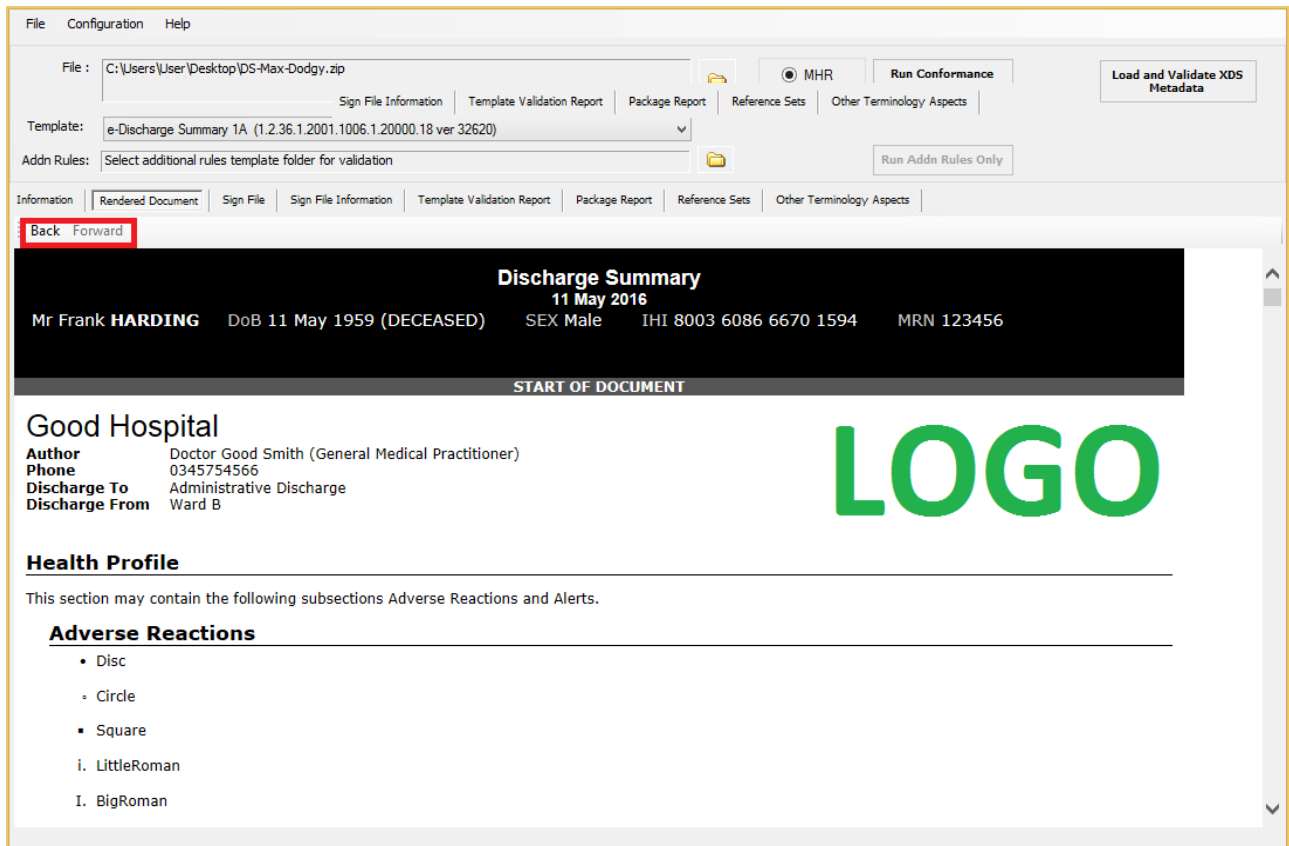 File Configuration Help
File : C:\Users\User\Desktop\DS-Max-Dodgy.zip MHR Run Conformance Load and Validate XDS Metadata
Sign File Information Template Validation Report Package Report Reference Sets Other Terminology Aspects
Template: e-Discharge Summary 1A (1.2.36.1.2001.1006.1.20000.18 ver 32620)
Addn Rules: Select additional rules template folder for validation Run Addn Rules Only
Information Rendered Document Sign File Sign File Information Template Validation Report Package Report Reference Sets Other Terminology Aspects
Back Forward
Discharge Summary
11 May 2016
Mr Frank HARDING DoB 11 May 1959 (DECEASED) SEX Male IHI 8003 6086 6670 1594 MRN 123456
START OF DOCUMENT
Good Hospital
LOGO
Author Doctor Good Smith (General Medical Practitioner)
Phone 0345754566
Discharge To Administrative Discharge
Discharge From Ward B
Health Profile
This section may contain the following subsections Adverse Reactions and Alerts.
Adverse Reactions
• Disc
◦ Circle
▪ Square
i. LittleRoman
I. BigRoman